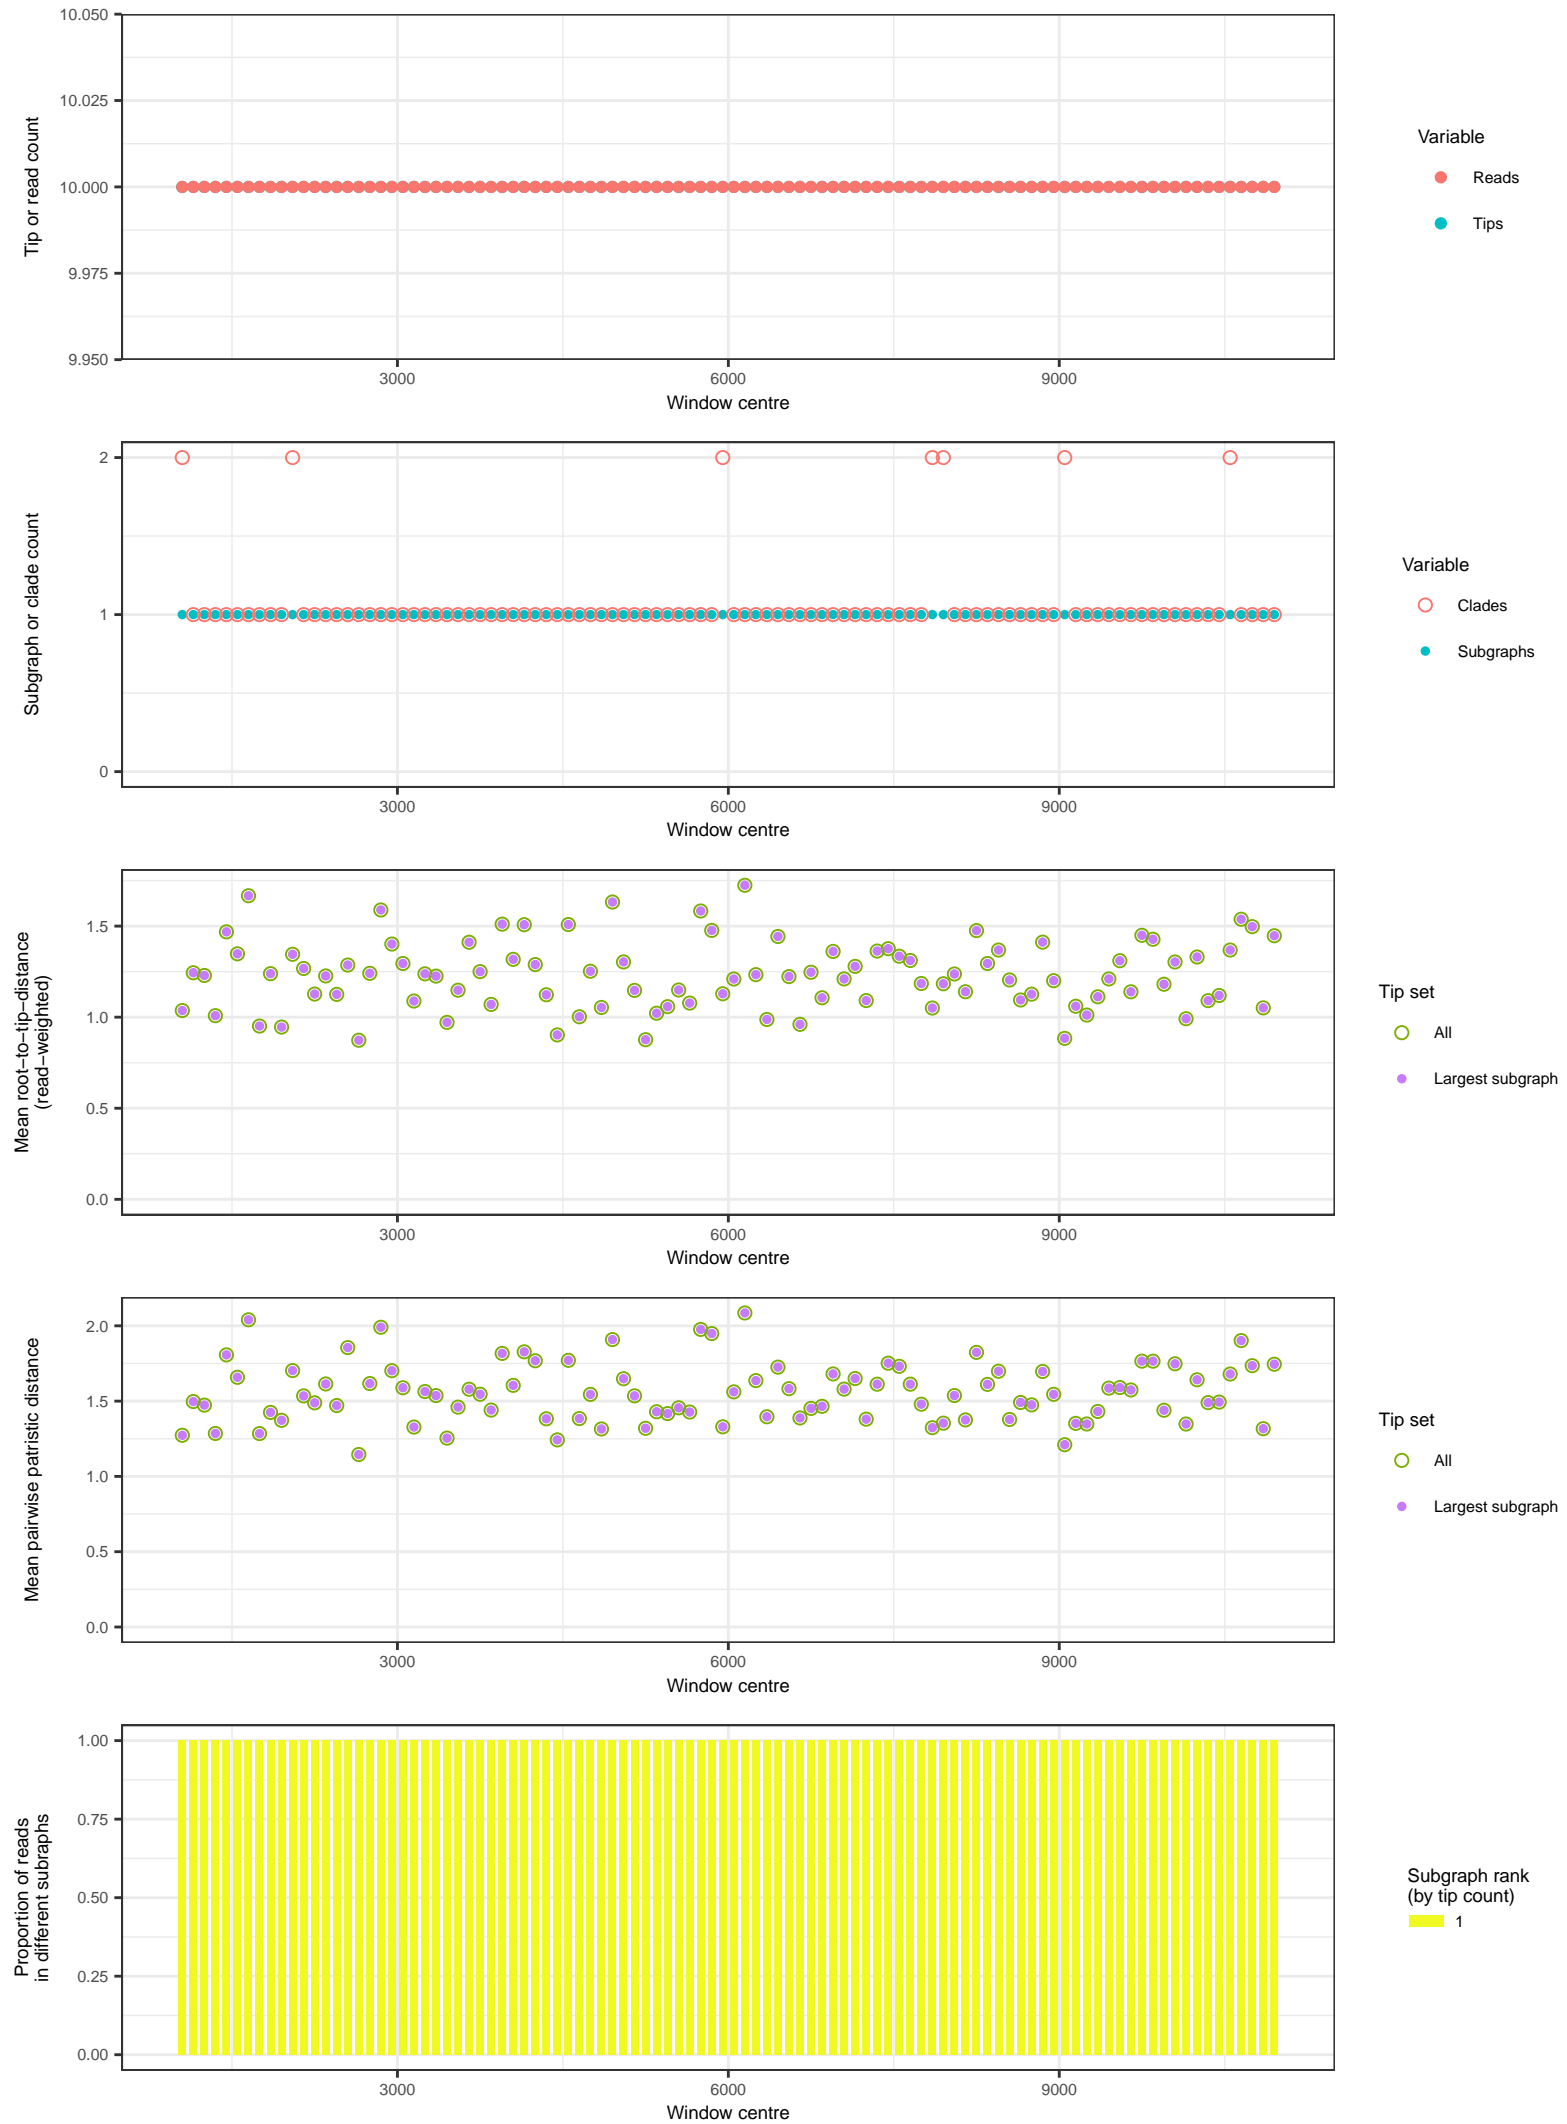 10.050
10.025
10.000
9.975
9.950
Tip or read count
3000 6000 9000
Window centre
Variable
Reads
Tips
2
1
0
Subgraph or clade count
3000 6000 9000
Window centre
Variable
Clades
Subgraphs
1.5
1.0
0.5
0.0
Mean root−to−tip−distance
(read−weighted)
3000 6000 9000
Window centre
Tip set
All
Largest subgraph
2.0
1.5
1.0
0.5
0.0
Mean pairwise patristic distance
3000 6000 9000
Window centre
Tip set
All
Largest subgraph
1.00
0.75
0.50
0.25
0.00
Proportion of reads
in different subraphs
3000 6000 9000
Window centre
Subgraph rank
(by tip count)
1